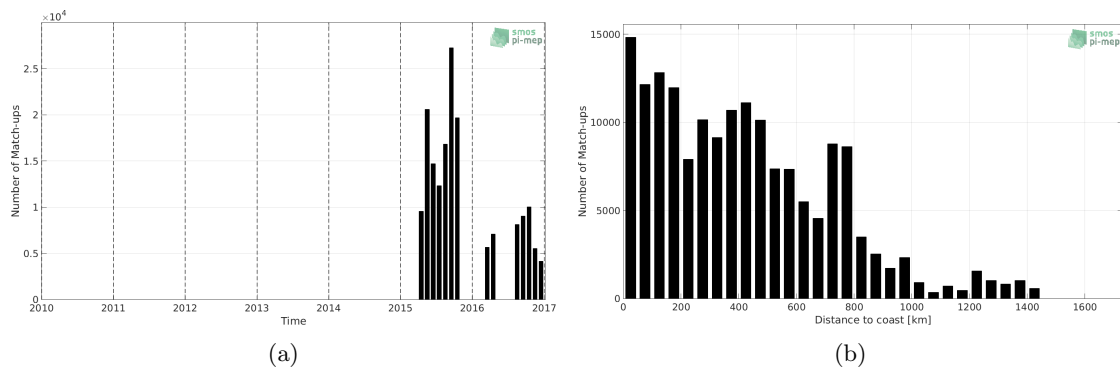 ×10⁴
2.5
2
1.5
1
0.5
0
Number of Match-ups
2010 2011 2012 2013 2014 2015 2016 2017
Time
smos
pi-mep
(a)
15000
10000
5000
0
Number of Match-ups
0 200 400 600 800 1000 1200 1400 1600
Distance to coast [km]
smos
pi-mep
(b)